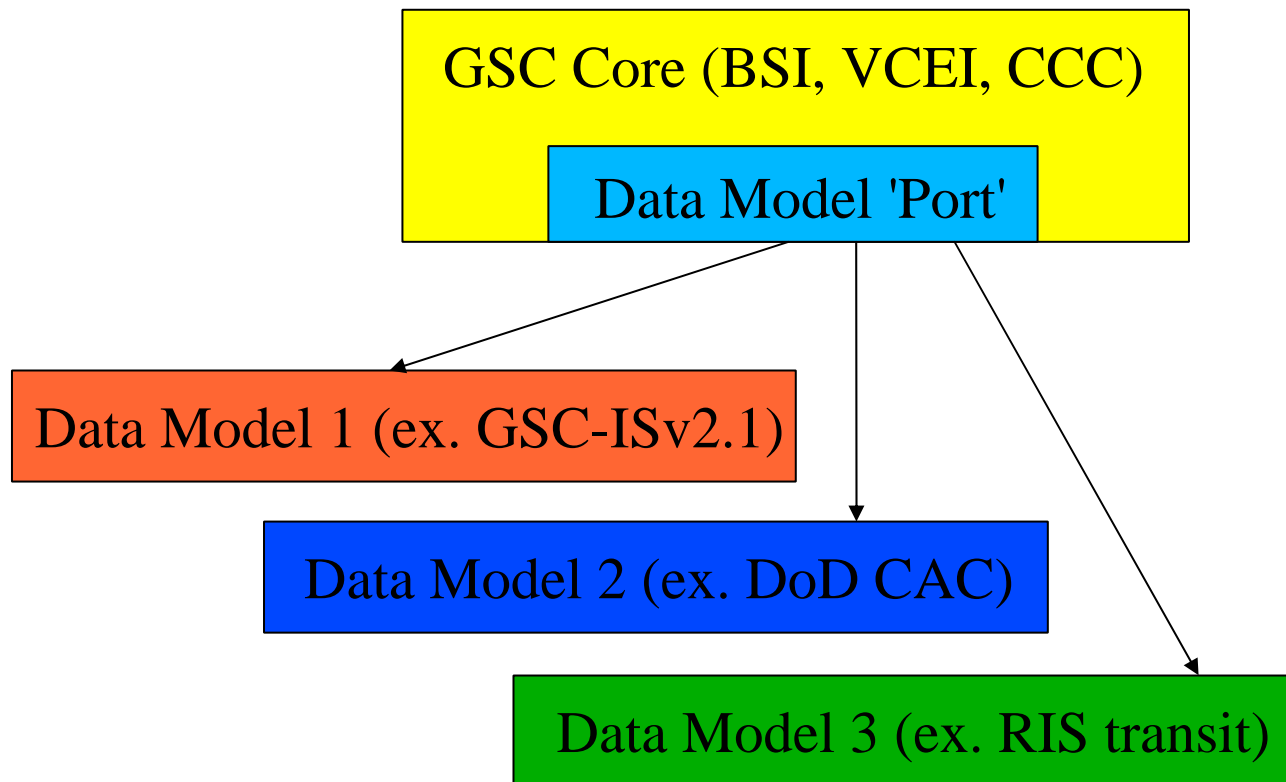 GSC Core (BSI, VCEI, CCC)
Data Model 'Port'
Data Model 1 (ex. GSC-ISv2.1)
Data Model 2 (ex. DoD CAC)
Data Model 3 (ex. RIS transit)